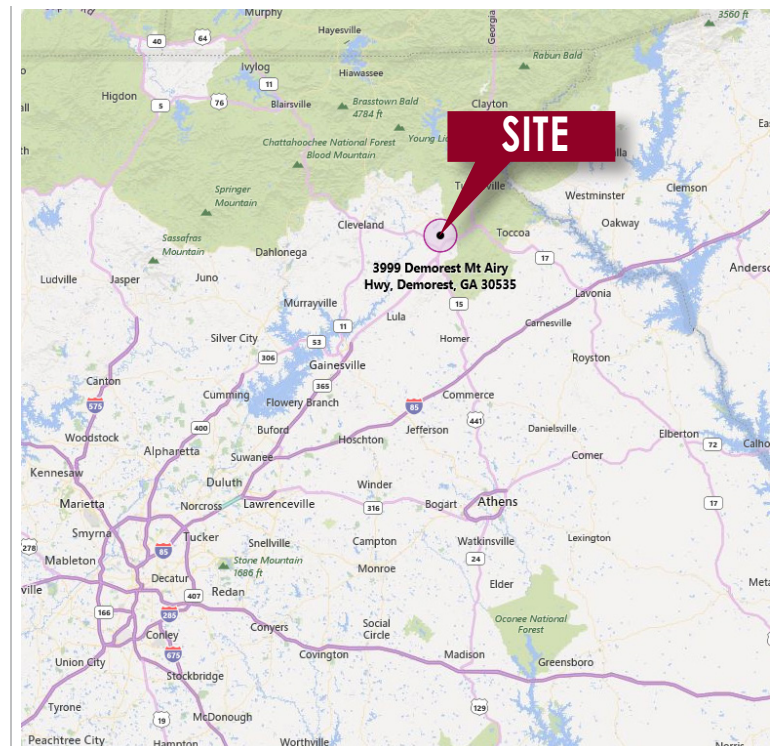 Murphy
3560 ft
40
64
Hayesville
Georgia
Rabun Bald
Ivylog
Hiawassee
11
Higdon
5
76
Blairsville
Brasstown Bald
4784 ft
Clayton
Chattahoochee National Forest
Blood Mountain
SITE
Springer
Mountain
Westminster
Clemson
Cleveland
Toccoa
Oakway
Sassafras
Mountain
Dahlonega
17
3999 Demorest Mt Airy
Hwy, Demorest, GA 30535
Ludville
Jasper
Juno
Lavonia
Murrayville
15
11
Lula
Carnesville
Silver City
53
Homer
306
Royston
Gainesville
Canton
365
575
Cumming
Flowery Branch
85
Commerce
400
441
Woodstock
Alpharetta
Buford
Hoschton
Jefferson
Danielsville
Elberton
72
Suwanee
Comer
Kennesaw
Duluth
Winder
Marietta
Norcross
Lawrenceville
316
Bogart
Athens
17
Smyrna
Tucker
278
85
Snellville
Campton
Watkinsville
Lexington
Mableton
Stone Mountain
1686 ft
Monroe
24
Decatur
407
Redan
Elder
166
285
Social
Circle
Oconee National
Forest
Conley
Conyers
675
Covington
Madison
Union City
Greensboro
Stockbridge
129
Tyrone
19
McDonough
Peachtree City
Hampton
Worthville